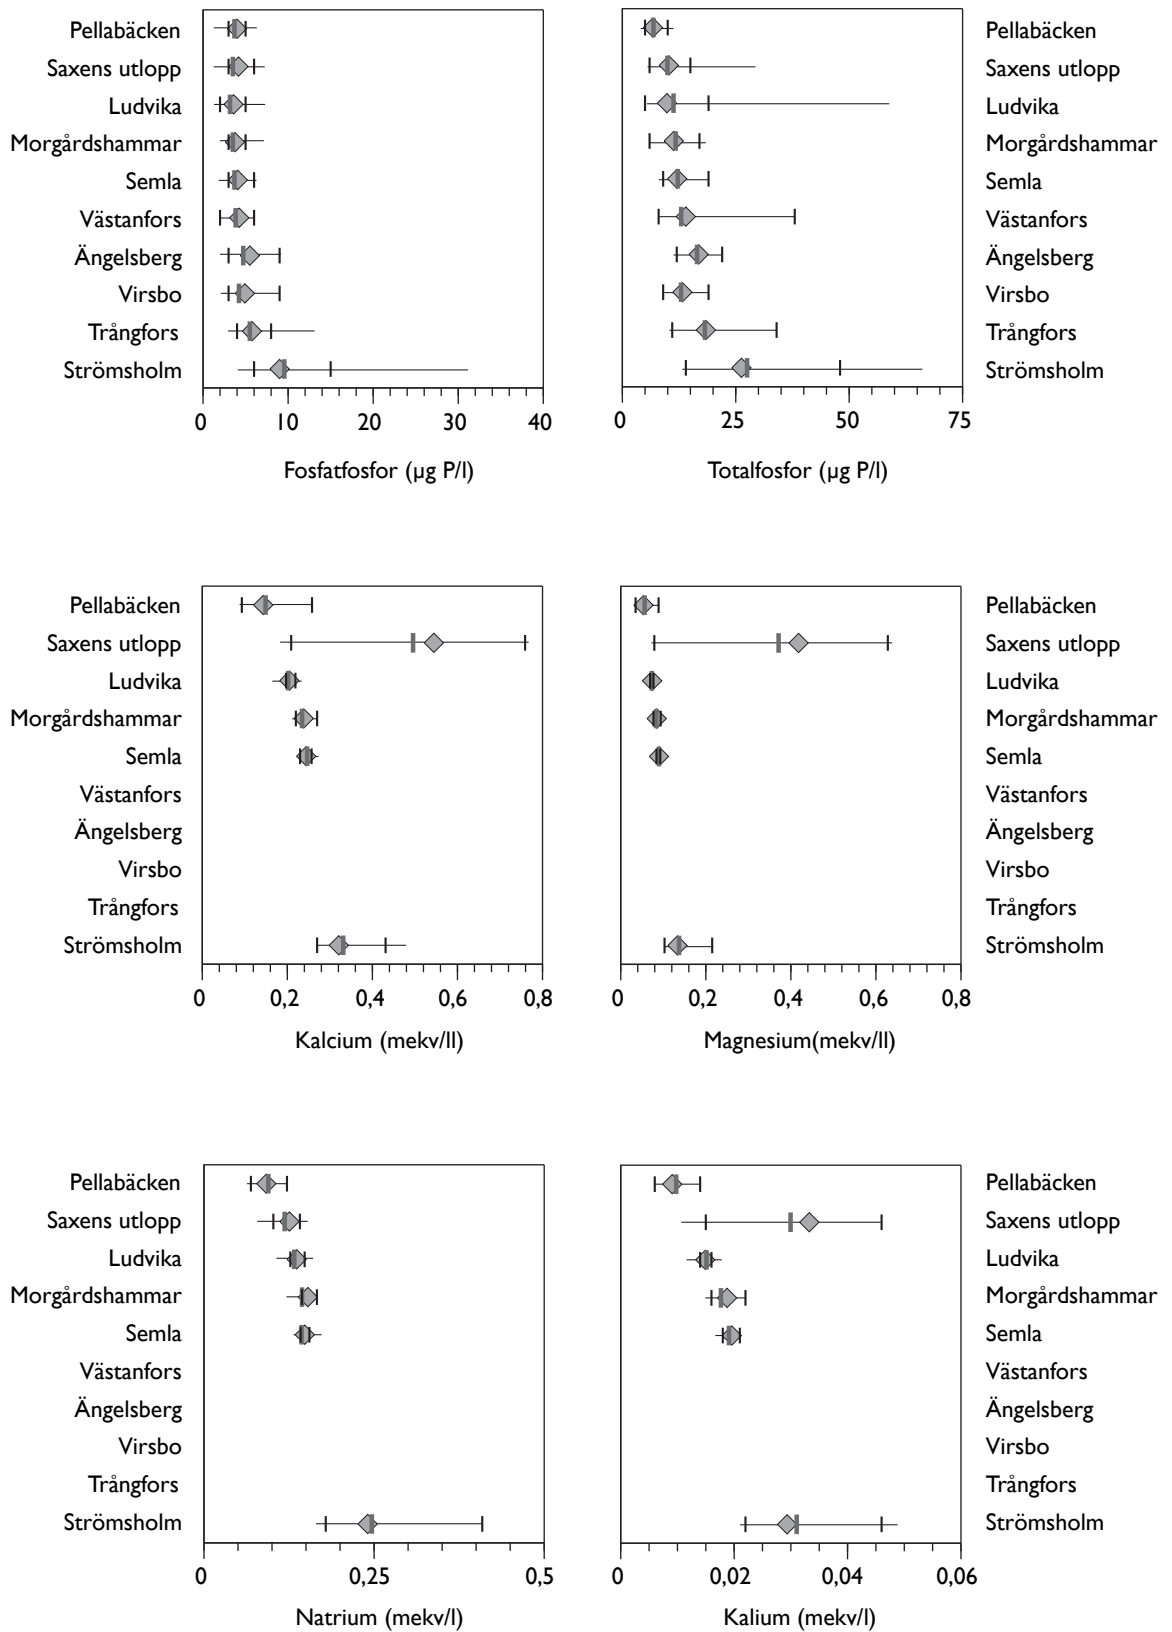 Pellabäcken Pellabäcken
Saxens utlopp Saxens utlopp
Ludvika Ludvika
Morgårdshammar Morgårdshammar
Semla Semla
Västanfors Västanfors
Ängelsberg Ängelsberg
Virsbo Virsbo
Trångfors Trångfors
Strömsholm Strömsholm
0 10 20 30 40 0 25 50 75
Fosfatfosfor (µg P/l) Totalfosfor (µg P/l)
Pellabäcken Pellabäcken
Saxens utlopp Saxens utlopp
Ludvika Ludvika
Morgårdshammar Morgårdshammar
Semla Semla
Västanfors Västanfors
Ängelsberg Ängelsberg
Virsbo Virsbo
Trångfors Trångfors
Strömsholm Strömsholm
0 0,2 0,4 0,6 0,8 0 0,2 0,4 0,6 0,8
Kalcium (mekv/ll) Magnesium(mekv/ll)
Pellabäcken Pellabäcken
Saxens utlopp Saxens utlopp
Ludvika Ludvika
Morgårdshammar Morgårdshammar
Semla Semla
Västanfors Västanfors
Ängelsberg Ängelsberg
Virsbo Virsbo
Trångfors Trångfors
Strömsholm Strömsholm
0 0,25 0,5 0 0,02 0,04 0,06
Natrium (mekv/l) Kalium (mekv/l)